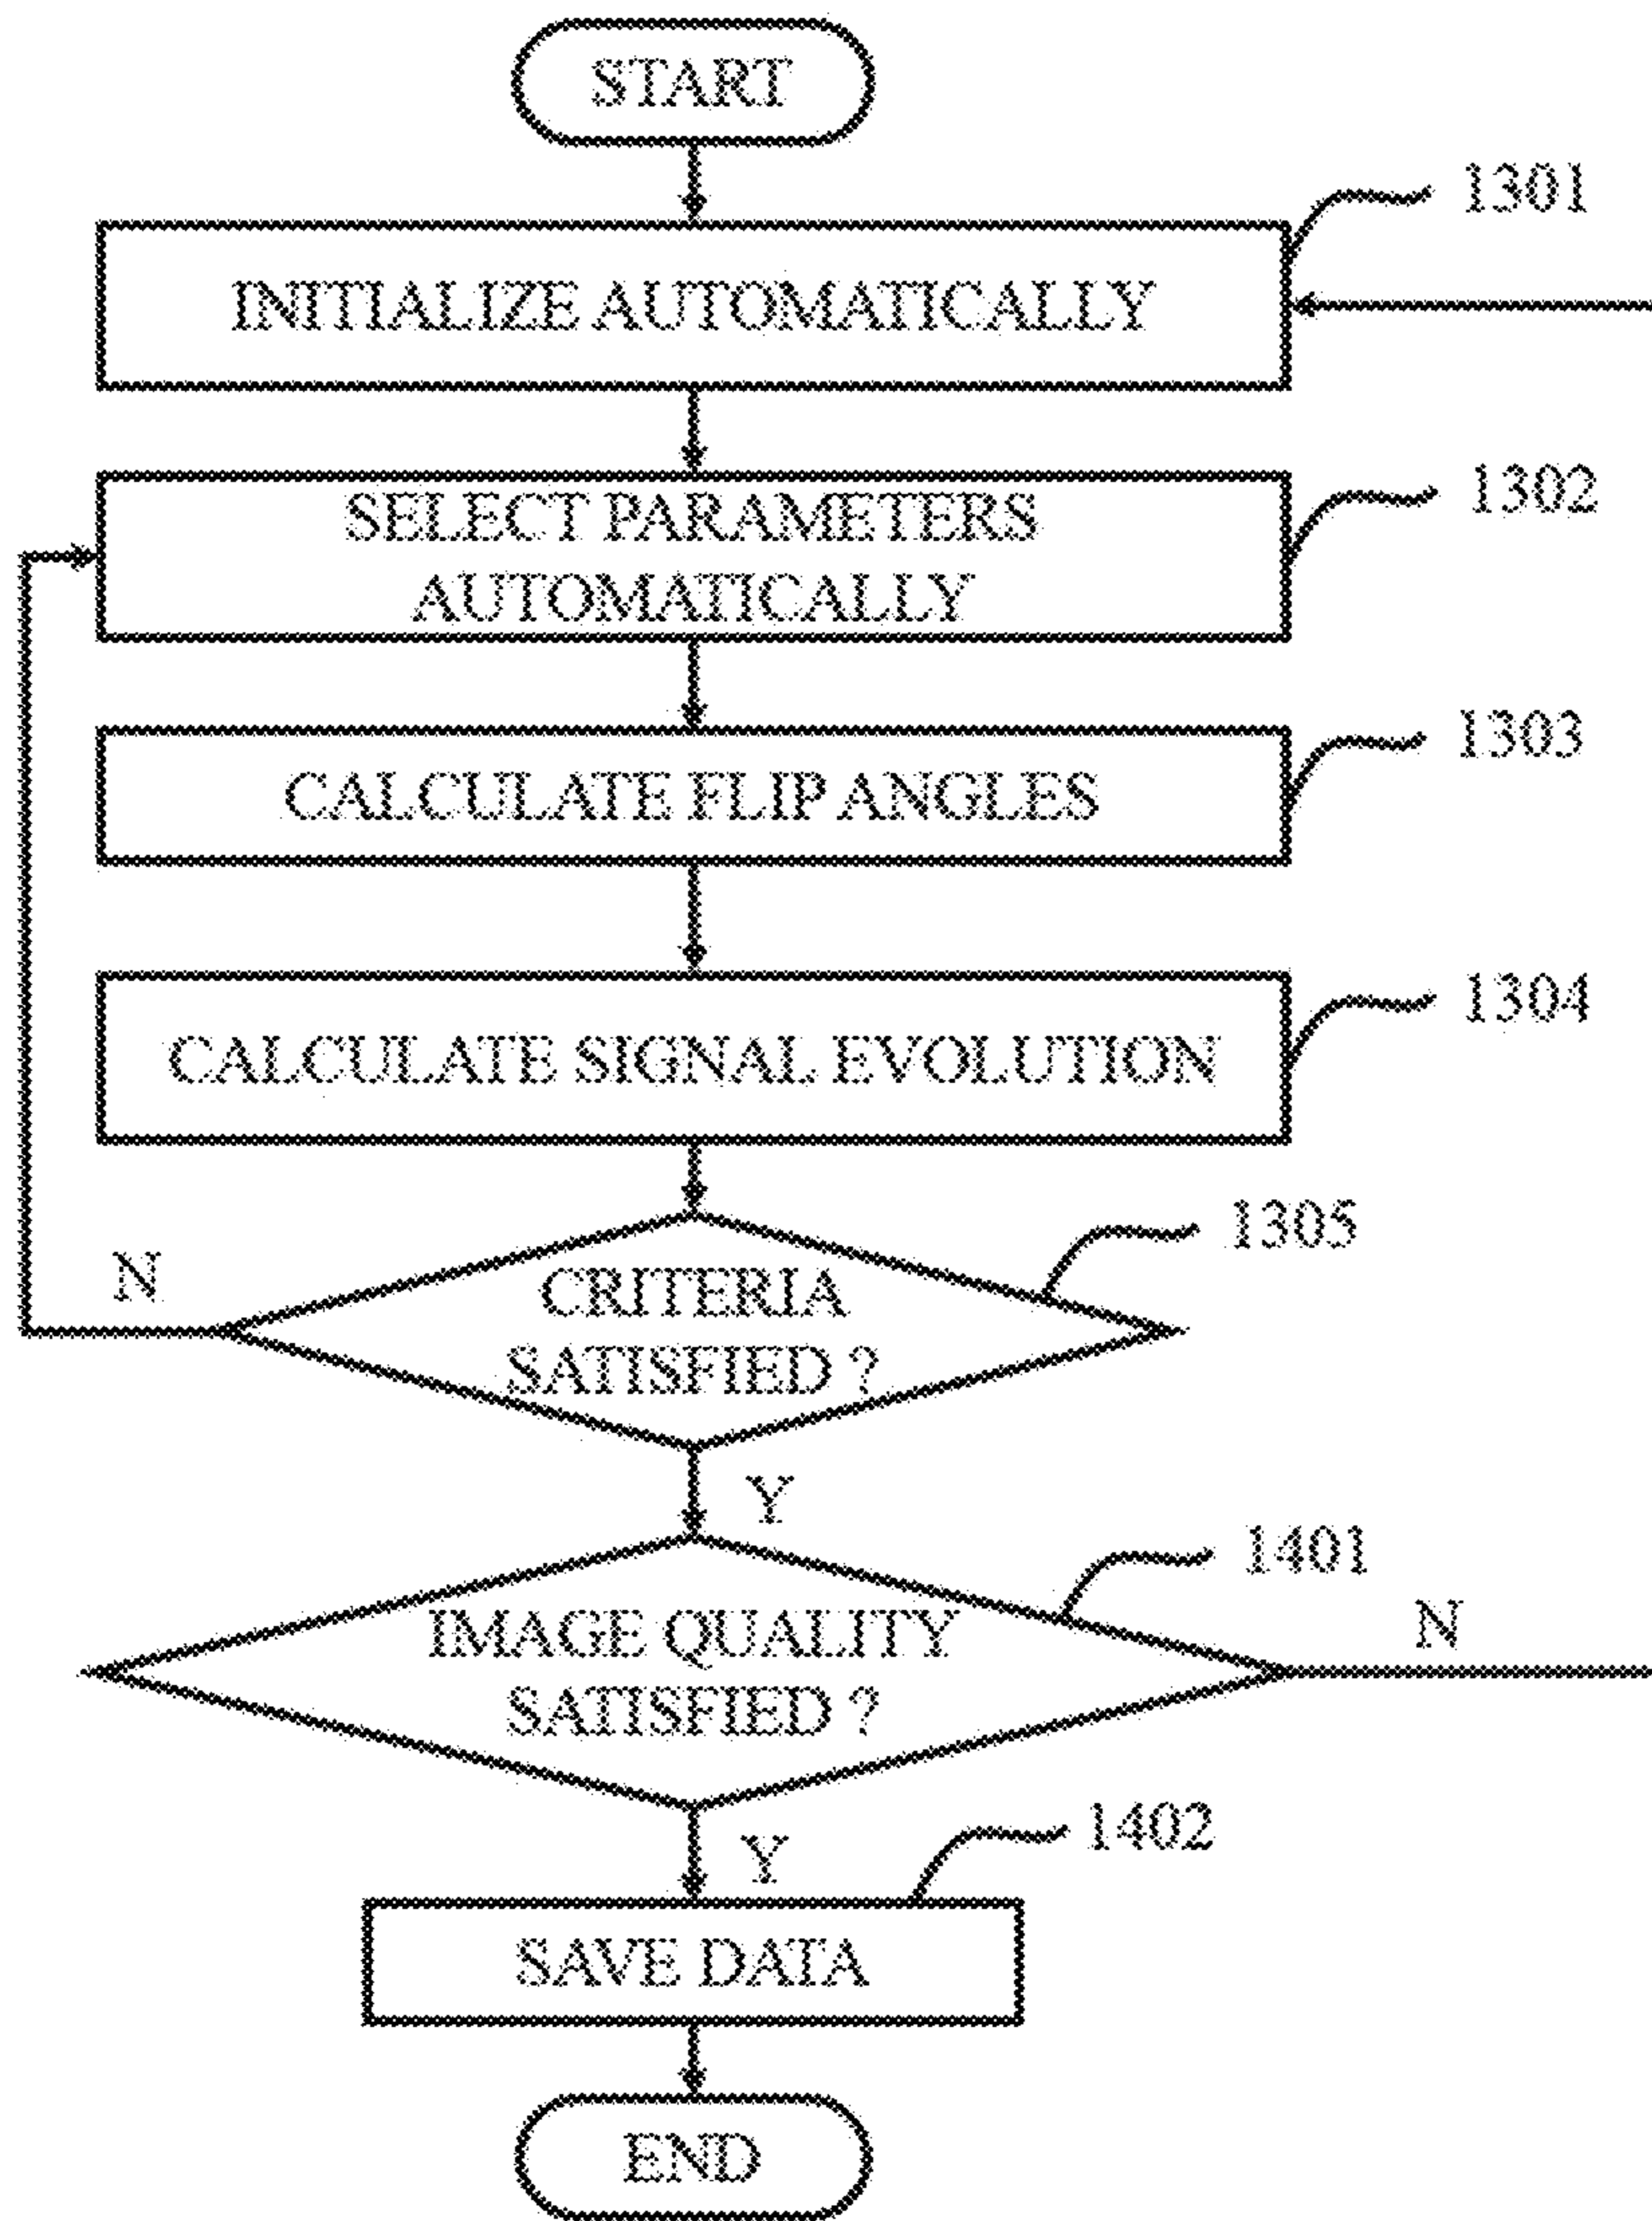 START
1301
INITIALIZE AUTOMATICALLY
1302
SELECT PARAMETERS
AUTOMATICALLY
1303
CALCULATE FLIP ANGLES
1304
CALCULATE SIGNAL EVOLUTION
1305
N
CRITERIA
SATISFIED ?
Y
1401
N
IMAGE QUALITY
SATISFIED ?
1402
Y
SAVE DATA
END